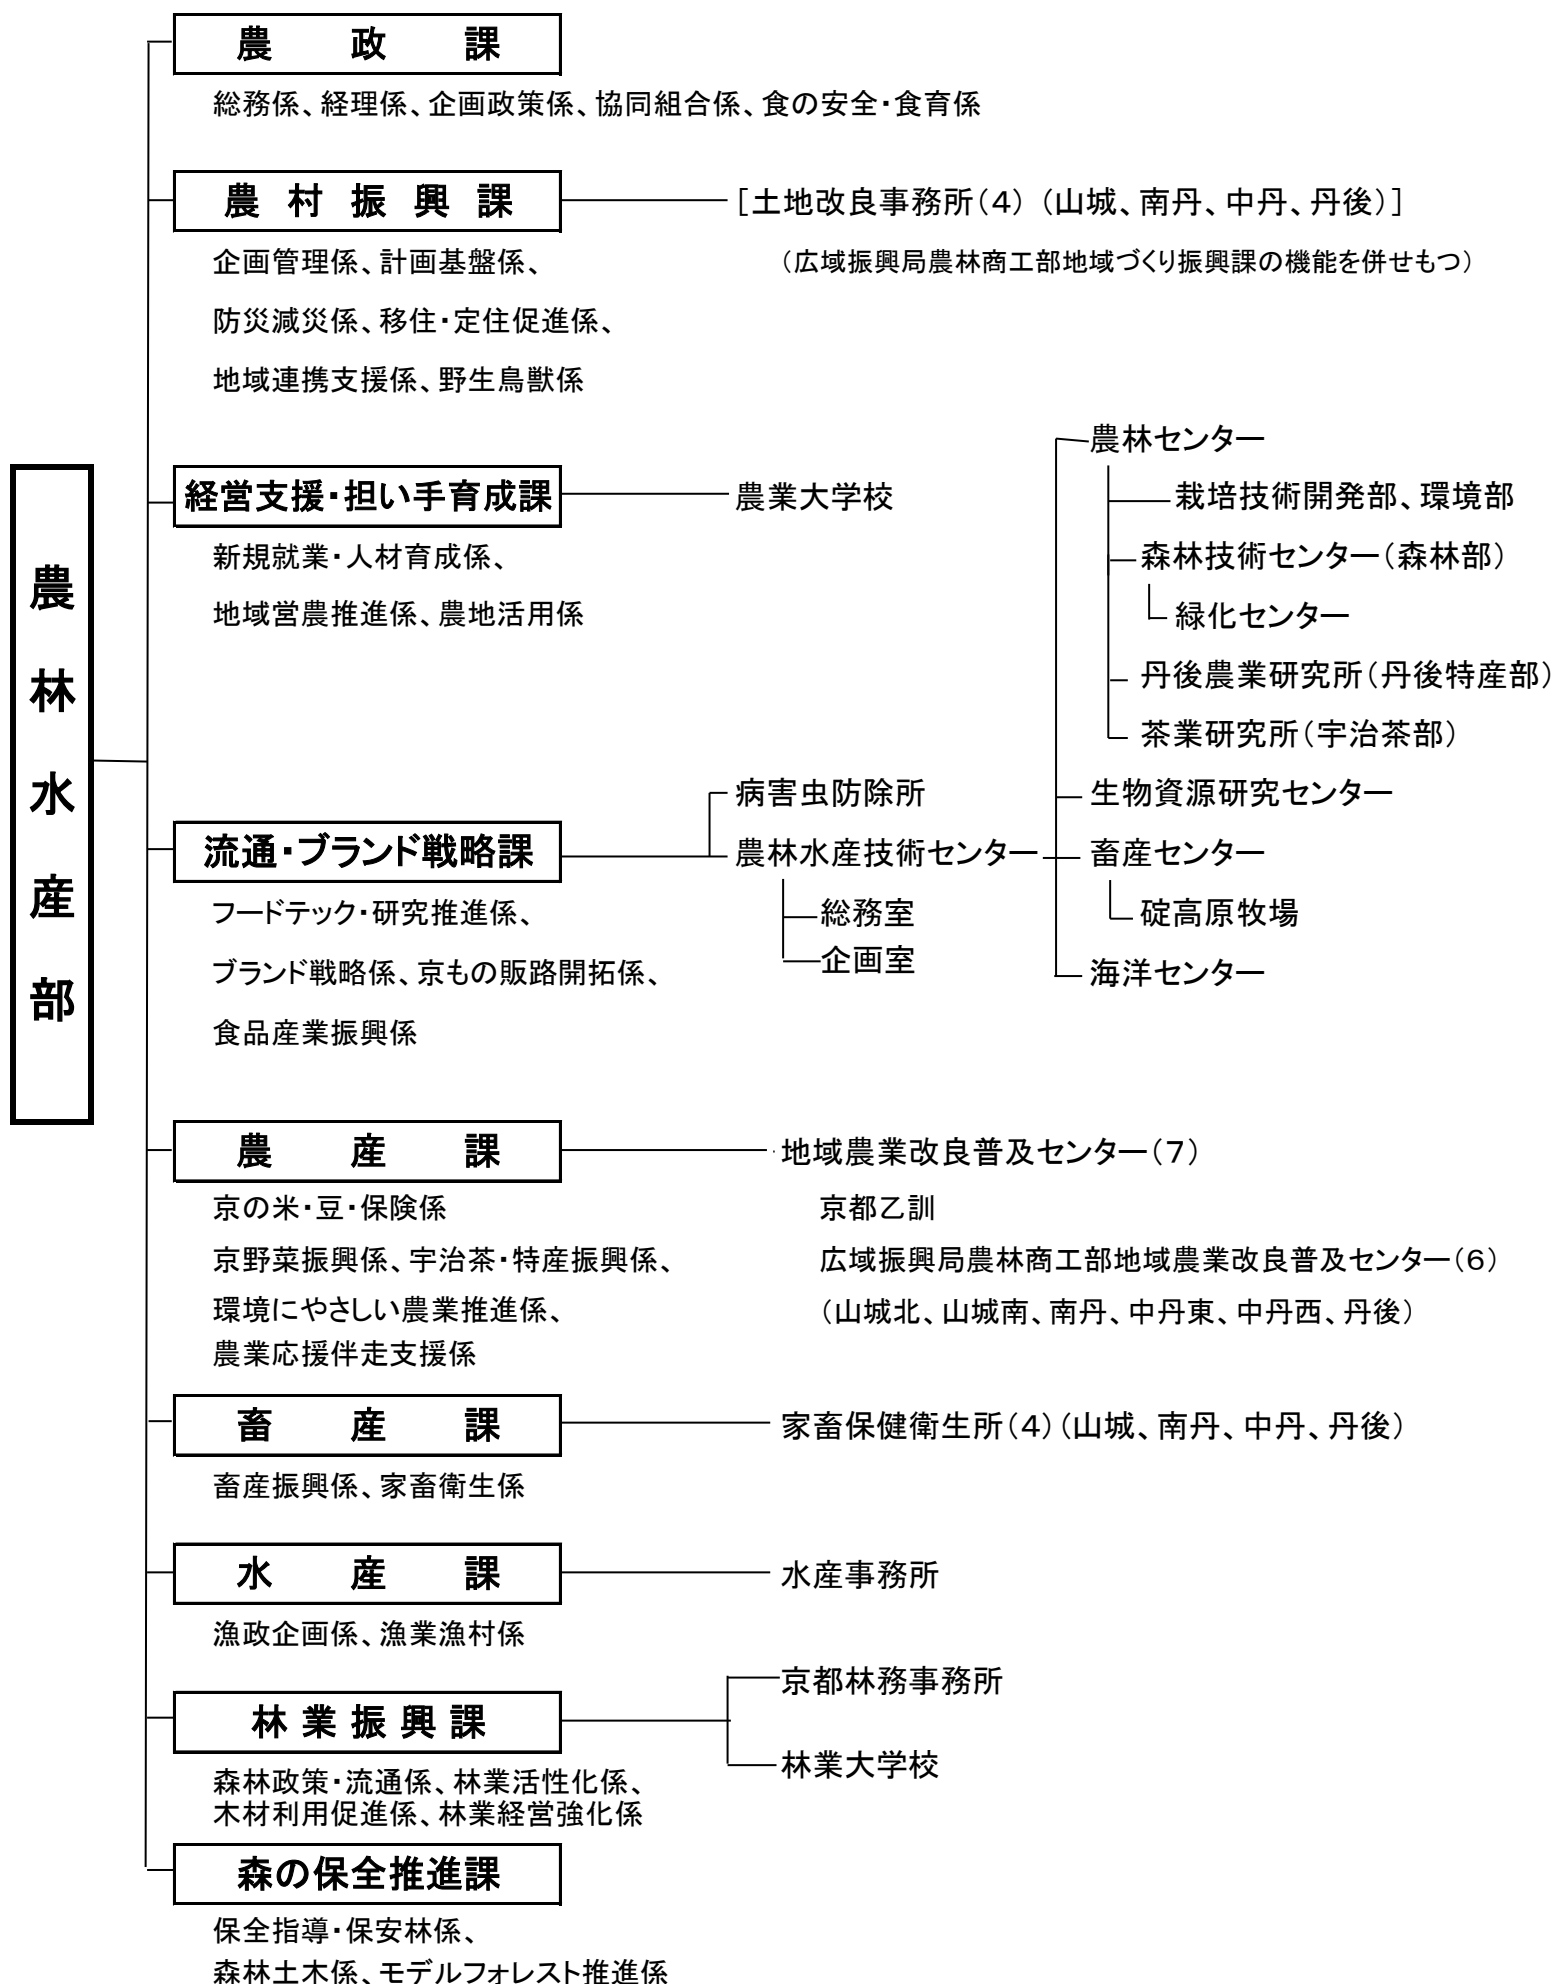 農林水産部
農政課
総務係、経理係、企画政策係、協同組合係、食の安全・食育係
農村振興課
[土地改良事務所(4) (山城、南丹、中丹、丹後)]
企画管理係、計画基盤係、
(広域振興局農林商工部地域づくり振興課の機能を併せもつ)
防災減災係、移住・定住促進係、
地域連携支援係、野生鳥獣係
経営支援・担い手育成課
農業大学校
新規就業・人材育成係、
地域営農推進係、農地活用係
流通・ブランド戦略課
フードテック・研究推進係、
ブランド戦略係、京もの販路開拓係、
食品産業振興係
病害虫防除所
農林水産技術センター
総務室
企画室
農林センター
栽培技術開発部、環境部
森林技術センター(森林部)
緑化センター
丹後農業研究所(丹後特産部)
茶業研究所(宇治茶部)
生物資源研究センター
畜産センター
碇高原牧場
海洋センター
農産課
地域農業改良普及センター(7)
京の米・豆・保険係
京都乙訓
京野菜振興係、宇治茶・特産振興係、
広域振興局農林商工部地域農業改良普及センター(6)
環境にやさしい農業推進係、
(山城北、山城南、南丹、中丹東、中丹西、丹後)
農業応援伴走支援係
畜産課
家畜保健衛生所(4)(山城、南丹、中丹、丹後)
畜産振興係、家畜衛生係
水産課
水産事務所
漁政企画係、漁業漁村係
林業振興課
京都林務事務所
林業大学校
森林政策・流通係、林業活性化係、
木材利用促進係、林業経営強化係
森の保全推進課
保全指導・保安林係、
森林土木係、モデルフォレスト推進係